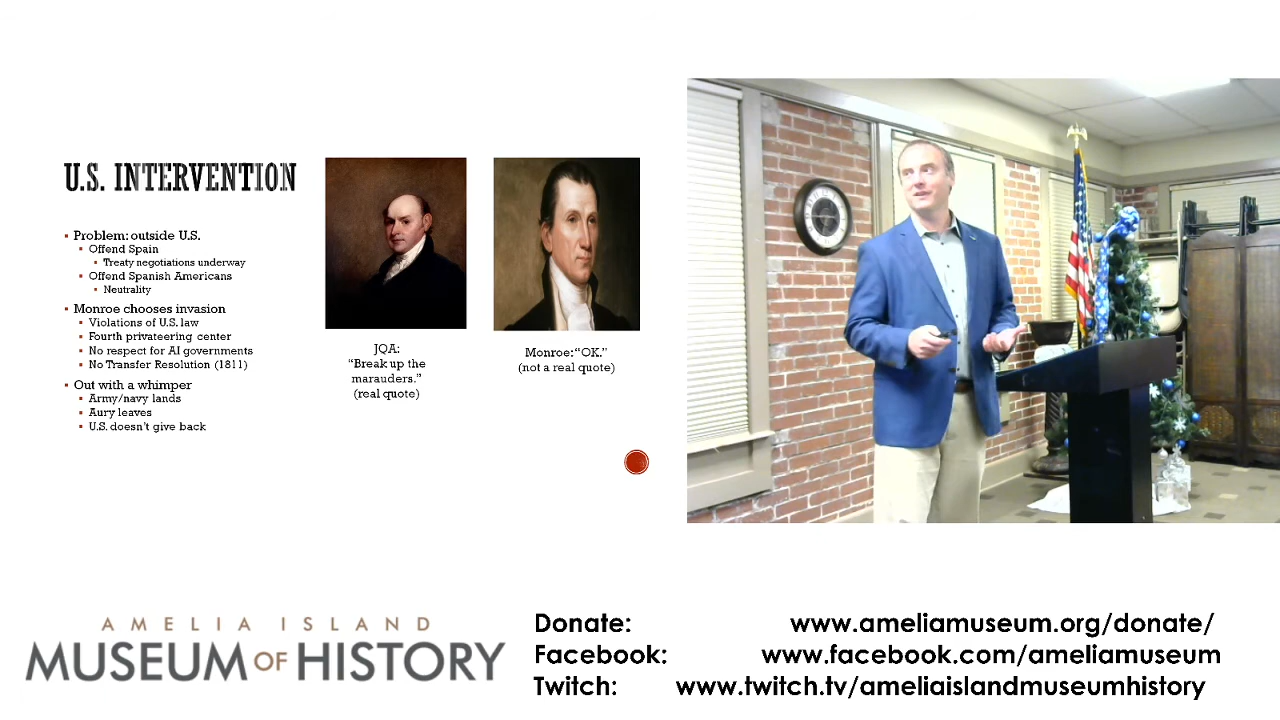 U.S. INTERVENTION
▪ Problem: outside U.S.
▪ Offend Spain
▪ Treaty negotiations underway
▪ Offend Spanish Americans
▪ Neutrality
▪ Monroe chooses invasion
▪ Violations of U.S. law
▪ Fourth privateering center
▪ No respect for AI governments
▪ No Transfer Resolution (1811)
▪ Out with a whimper
▪ Army/navy lands
▪ Aury leaves
▪ U.S. doesn't give back
JQA:
"Break up the
marauders."
(real quote)
Monroe: "OK."
(not a real quote)
AMELIA ISLAND
MUSEUM OF HISTORY
Donate: www.ameliamuseum.org/donate/
Facebook: www.facebook.com/ameliamuseum
Twitch: www.twitch.tv/ameliaislandmuseumhistory